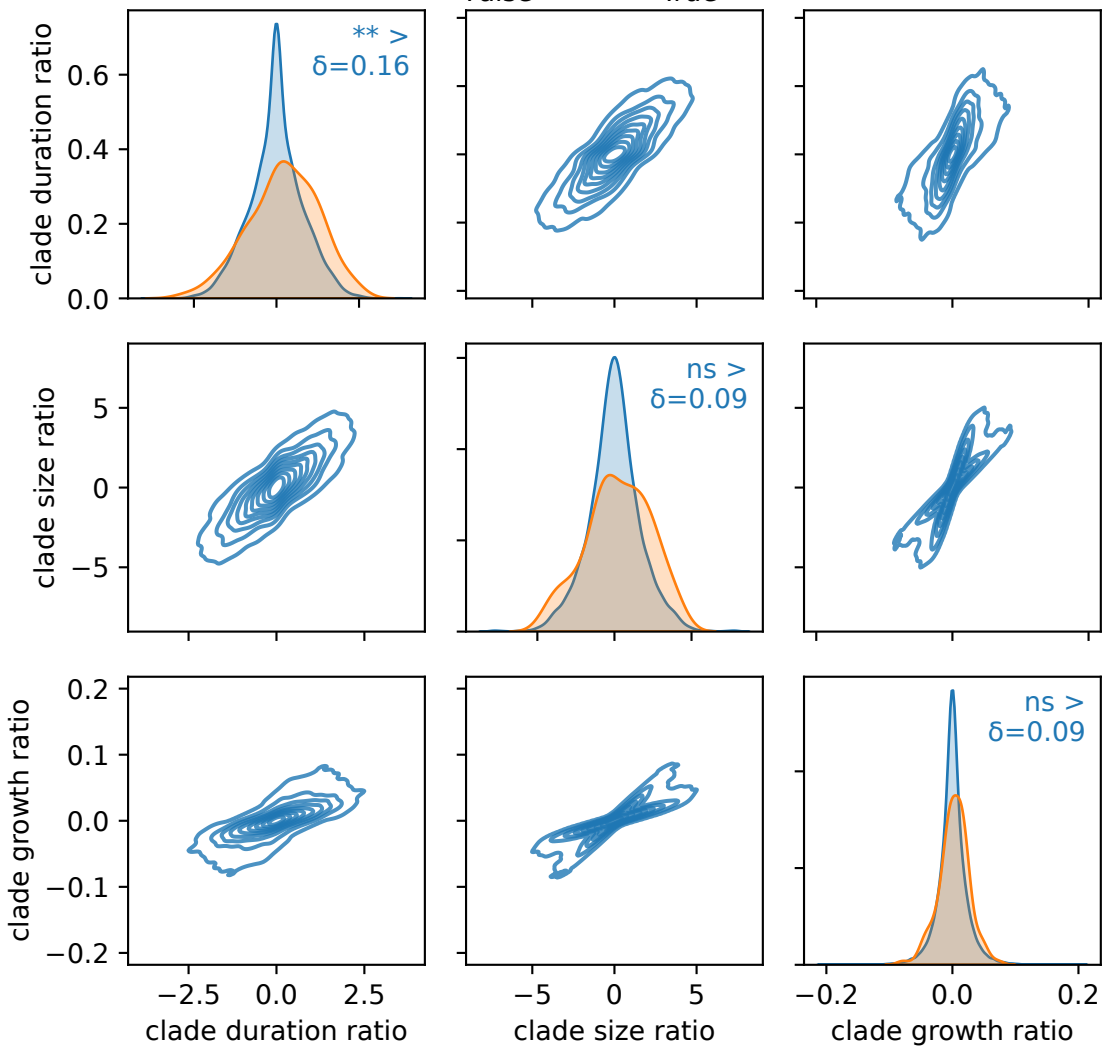 ** >
δ=0.16
clade duration ratio
0.6
0.4
0.2
0.0
ns >
δ=0.09
clade size ratio
5
0
−5
ns >
δ=0.09
clade growth ratio
0.2
0.1
0.0
−0.1
−0.2
−2.5 0.0 2.5
−5 0 5
−0.2 0.0 0.2
clade duration ratio
clade size ratio
clade growth ratio